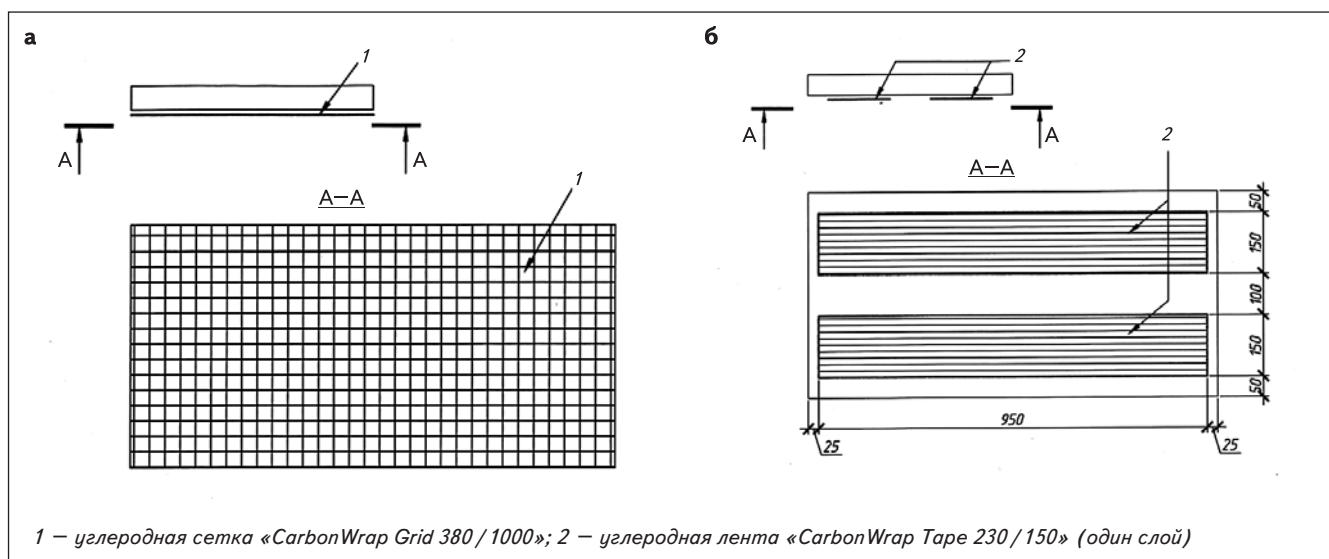 а
1
А А
А–А
1
б
2
А А
2
А–А
50
150
100
150
50
950
25 25
1 – углеродная сетка «CarbonWrap Grid 380 / 1000»; 2 – углеродная лента «CarbonWrap Tape 230 / 150» (один слой)